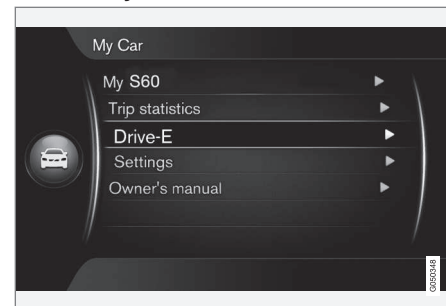 My Car
My S60
Trip statistics
Drive-E
Settings
Owner's manual
G050348